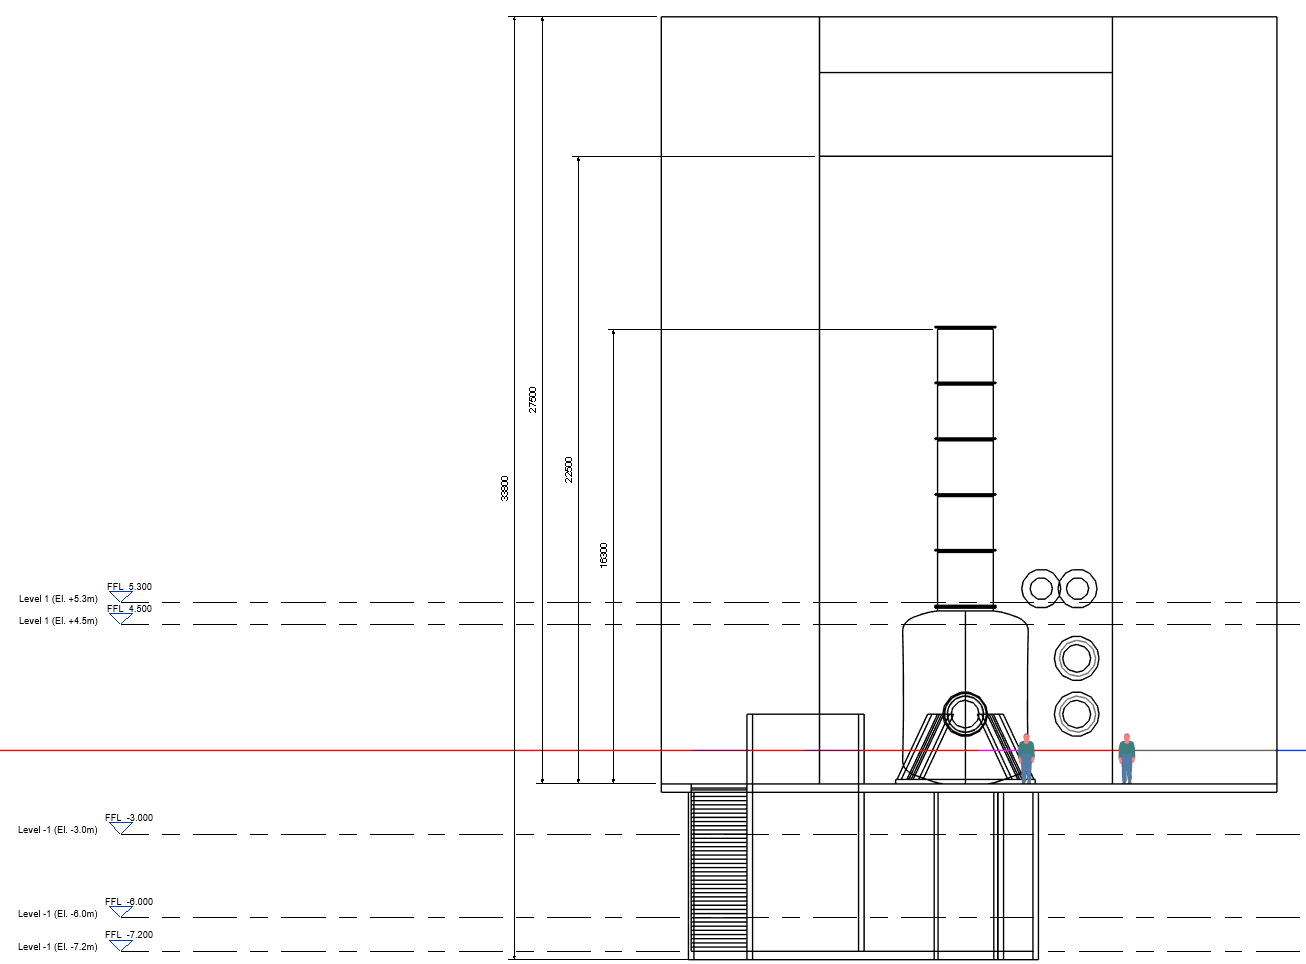 27500
22500
33800
16300
FFL 5.300
Level 1 (El. +5.3m)
FFL 4.500
Level 1 (El. +4.5m)
FFL -3.000
Level -1 (El. -3.0m)
FFL -6.000
Level -1 (El. -6.0m)
FFL -7.200
Level -1 (El. -7.2m)